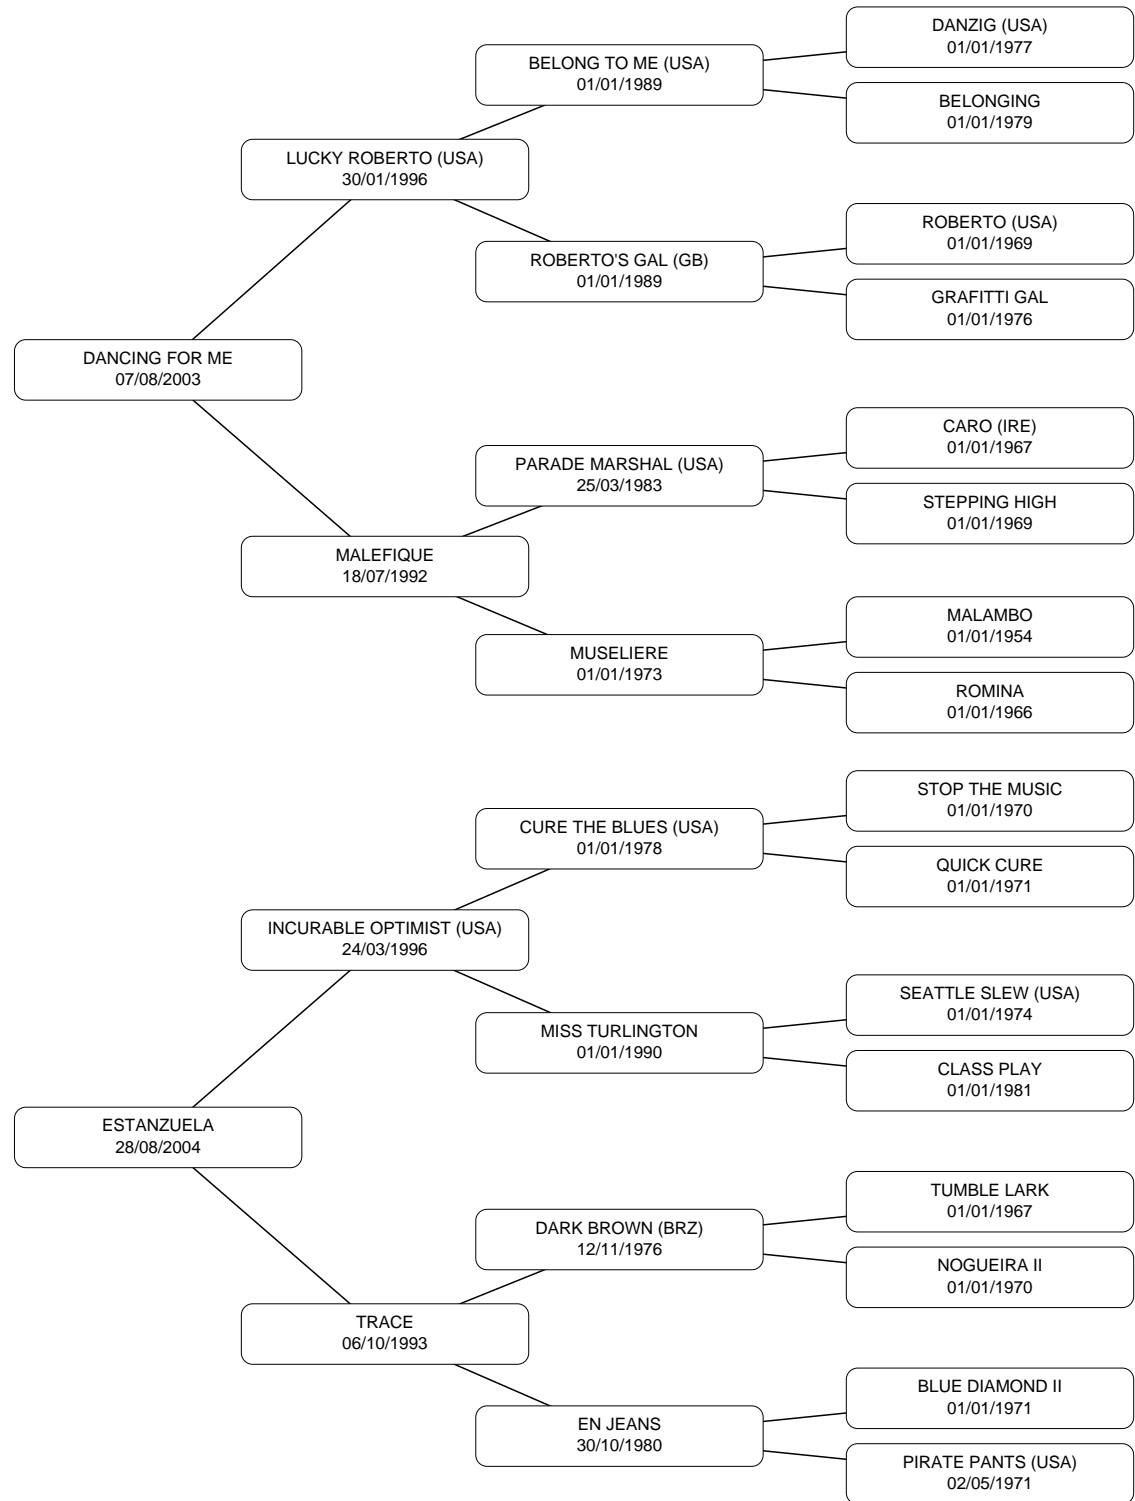 DANZIG (USA)
01/01/1977
BELONG TO ME (USA)
01/01/1989
BELONGING
01/01/1979
LUCKY ROBERTO (USA)
30/01/1996
ROBERTO (USA)
01/01/1969
ROBERTO'S GAL (GB)
01/01/1989
GRAFITTI GAL
01/01/1976
DANCING FOR ME
07/08/2003
CARO (IRE)
01/01/1967
PARADE MARSHAL (USA)
25/03/1983
STEPPING HIGH
01/01/1969
MALEFIQUE
18/07/1992
MALAMBO
01/01/1954
MUSELIERE
01/01/1973
ROMINA
01/01/1966
STOP THE MUSIC
01/01/1970
CURE THE BLUES (USA)
01/01/1978
QUICK CURE
01/01/1971
INCURABLE OPTIMIST (USA)
24/03/1996
SEATTLE SLEW (USA)
01/01/1974
MISS TURLINGTON
01/01/1990
CLASS PLAY
01/01/1981
ESTANZUELA
28/08/2004
TUMBLE LARK
01/01/1967
DARK BROWN (BRZ)
12/11/1976
NOGUEIRA II
01/01/1970
TRACE
06/10/1993
BLUE DIAMOND II
01/01/1971
EN JEANS
30/10/1980
PIRATE PANTS (USA)
02/05/1971